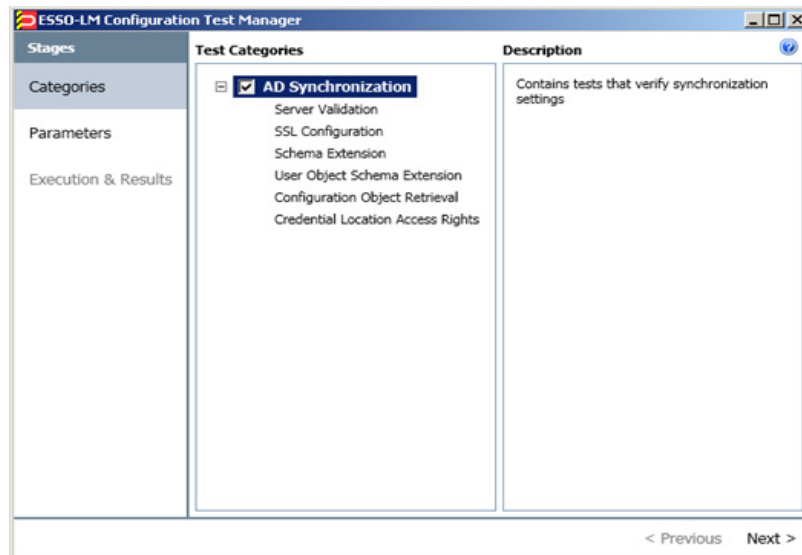 ESSO-LM Configuration Test Manager
Stages
Categories
Parameters
Execution & Results
Test Categories
AD Synchronization
Server Validation
SSL Configuration
Schema Extension
User Object Schema Extension
Configuration Object Retrieval
Credential Location Access Rights
Description
Contains tests that verify synchronization
settings
< Previous
Next >